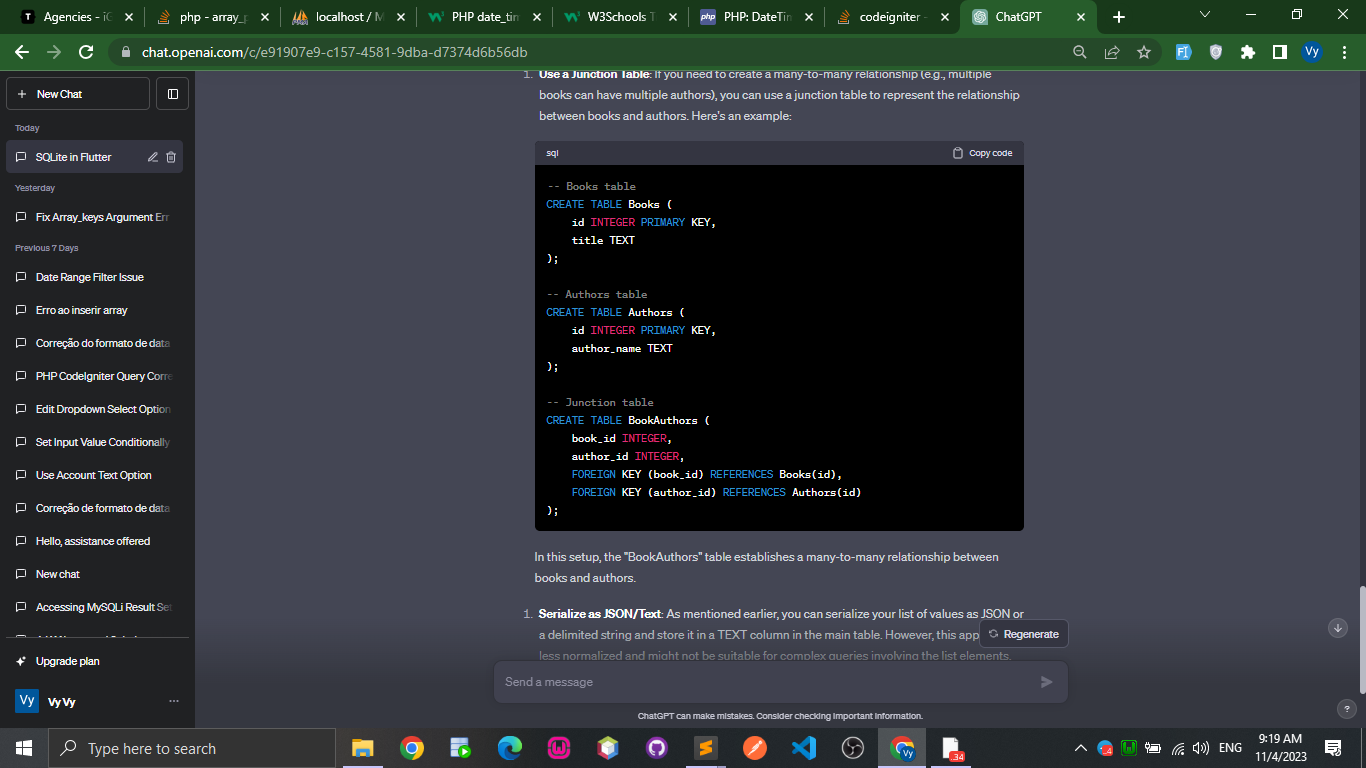 Agencies - iC
php - array_p
localhost / M
PHP date_tim
W3Schools T
PHP: DateTim
codeigniter -
ChatGPT
chat.openai.com/c/e91907e9-c157-4581-9dba-d7374d6b56db
Vy
New Chat
Today
SQLite in Flutter
Yesterday
Fix Array_keys Argument Err
Previous 7 Days
Date Range Filter Issue
Erro ao inserir array
Correção do formato de data
PHP CodeIgniter Query Corre
Edit Dropdown Select Option
Set Input Value Conditionally
Use Account Text Option
Correção de formato de data
Hello, assistance offered
New chat
Accessing MySQLi Result Set
Upgrade plan
Vy Vy Vy
1. Use a Junction Table: If you need to create a many-to-many relationship (e.g., multiple
books can have multiple authors), you can use a junction table to represent the relationship
between books and authors. Here's an example:
sql Copy code
-- Books table
CREATE TABLE Books (
id INTEGER PRIMARY KEY,
title TEXT
);
-- Authors table
CREATE TABLE Authors (
id INTEGER PRIMARY KEY,
author_name TEXT
);
-- Junction table
CREATE TABLE BookAuthors (
book_id INTEGER,
author_id INTEGER,
FOREIGN KEY (book_id) REFERENCES Books(id),
FOREIGN KEY (author_id) REFERENCES Authors(id)
);
In this setup, the "BookAuthors" table establishes a many-to-many relationship between
books and authors.
1. Serialize as JSON/Text: As mentioned earlier, you can serialize your list of values as JSON or
a delimited string and store it in a TEXT column in the main table. However, this app
less normalized and might not be suitable for complex queries involving the list elements.
Regenerate
Send a message
ChatGPT can make mistakes. Consider checking important information.
?
Type here to search
ENG
9:19 AM
11/4/2023